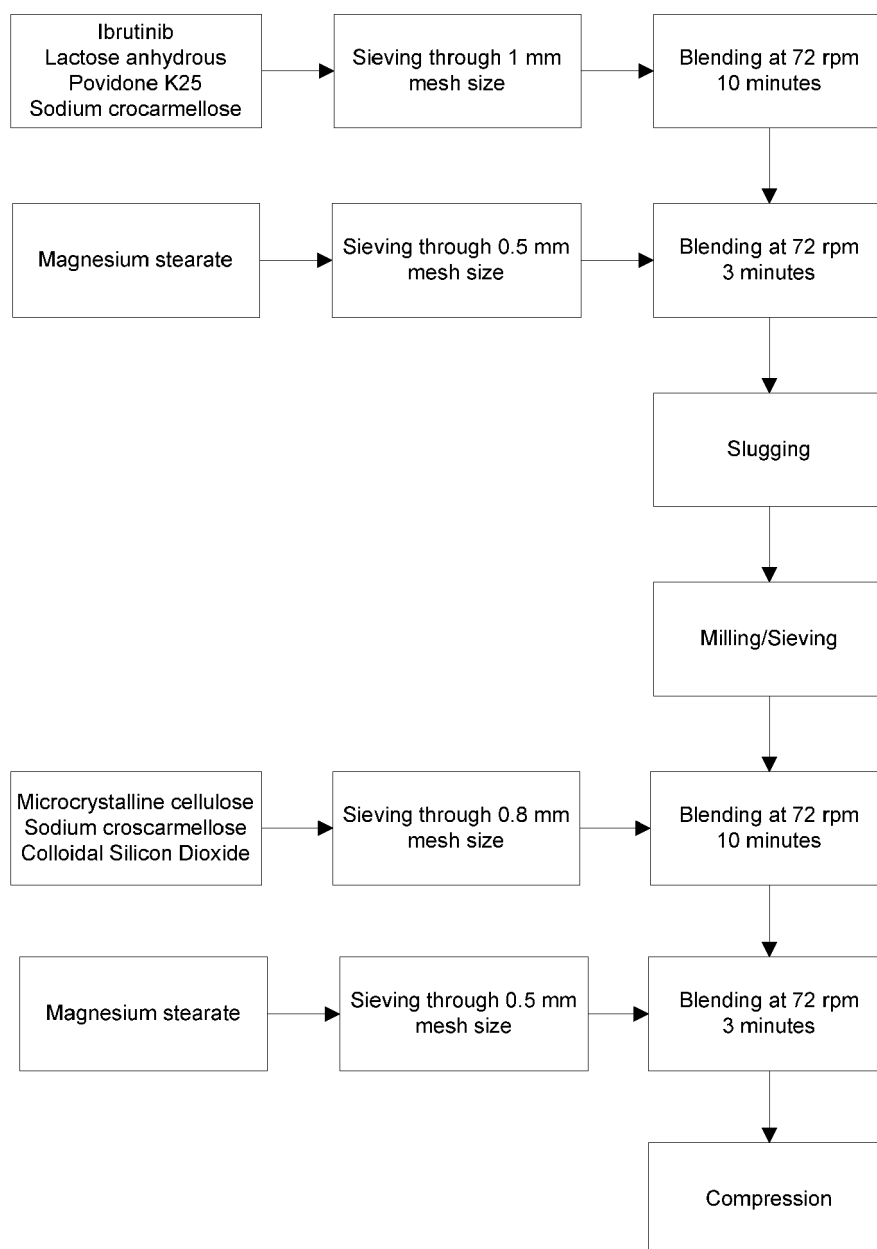 Ibrutinib
Lactose anhydrous
Povidone K25
Sodium crocarmellose
Sieving through 1 mm
mesh size
Blending at 72 rpm
10 minutes
Magnesium stearate
Sieving through 0.5 mm
mesh size
Blending at 72 rpm
3 minutes
Slugging
Milling/Sieving
Microcrystalline cellulose
Sodium croscarmellose
Colloidal Silicon Dioxide
Sieving through 0.8 mm
mesh size
Blending at 72 rpm
10 minutes
Magnesium stearate
Sieving through 0.5 mm
mesh size
Blending at 72 rpm
3 minutes
Compression